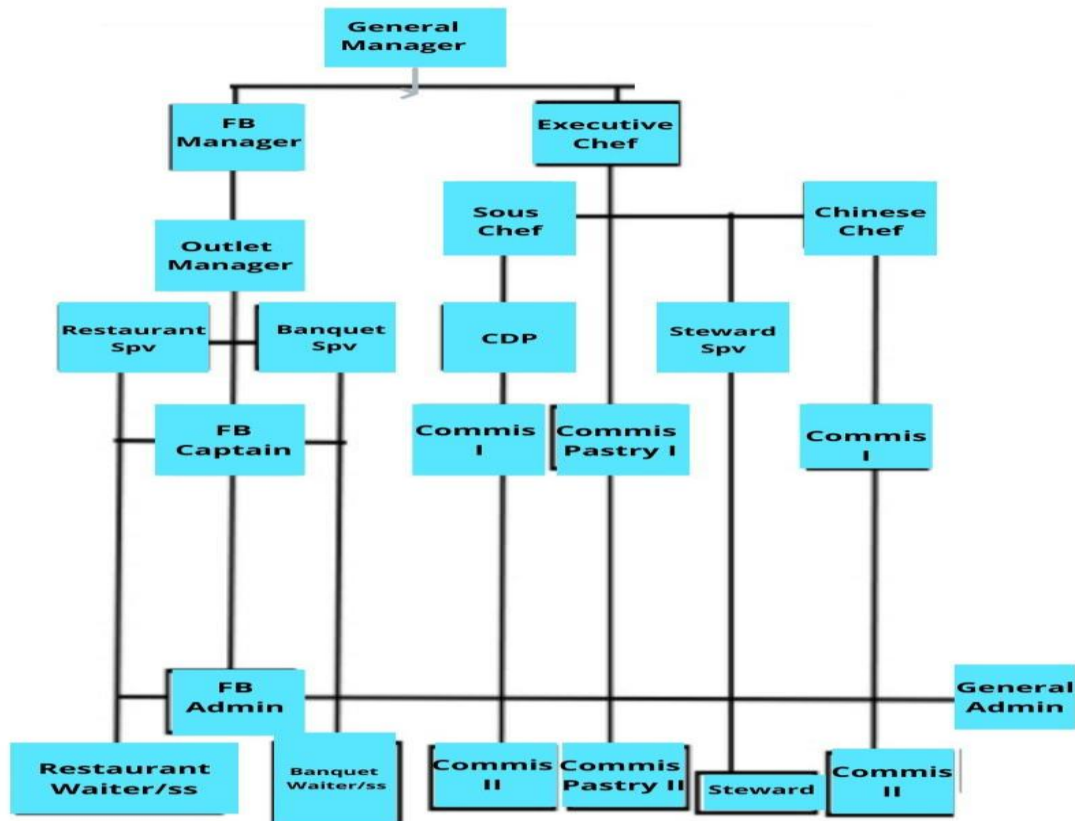 General
Manager
FB
Manager
Executive
Chef
Sous
Chef
Chinese
Chef
Outlet
Manager
Restaurant
Spv
Banquet
Spv
CDP
Steward
Spv
FB
Captain
Commis
I
Commis
Pastry I
Commis
I
FB
Admin
General
Admin
Restaurant
Waiter/ss
Banquet
Waiter/ss
Commis
II
Commis
Pastry II
Steward
Commis
II